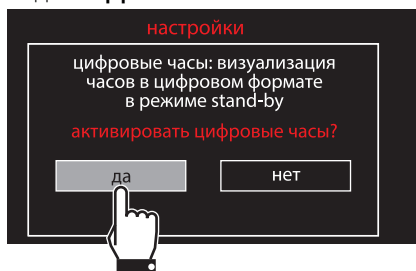 настройки
цифровые часы: визуализация
часов в цифровом формате
в режиме stand-by
активировать цифровые часы?
да
нет